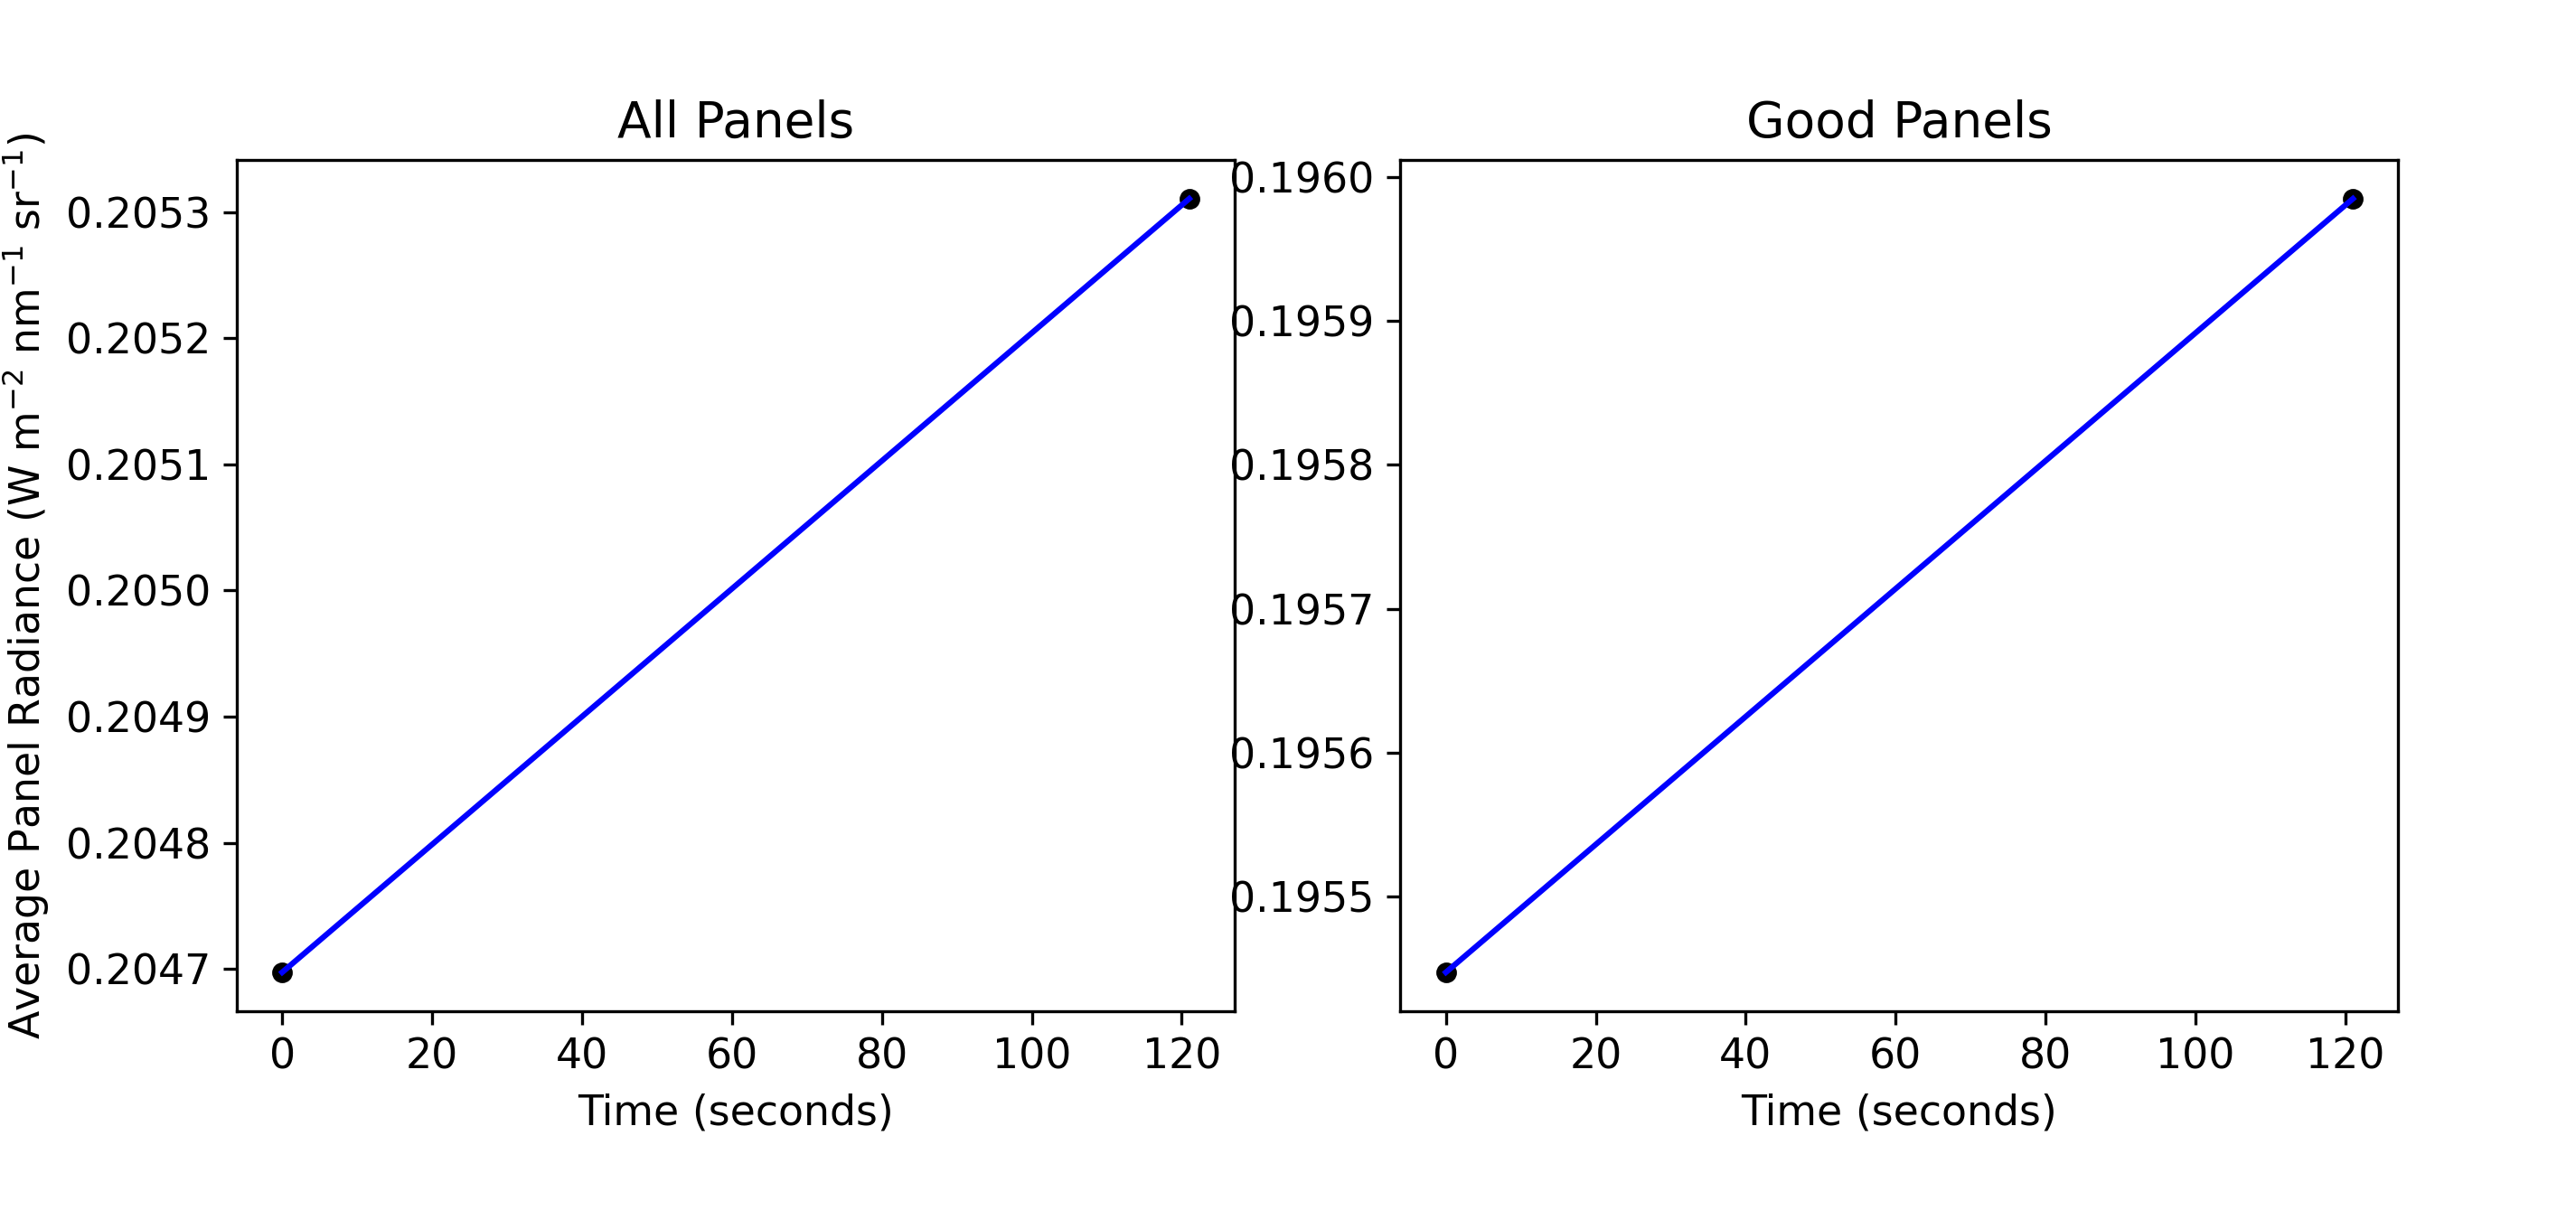 All Panels
Average Panel Radiance (W m⁻² nm⁻¹ sr⁻¹)
0.2053
0.2052
0.2051
0.2050
0.2049
0.2048
0.2047
0 20 40 60 80 100 120
Time (seconds)
Good Panels
0.1960
0.1959
0.1958
0.1957
0.1956
0.1955
0 20 40 60 80 100 120
Time (seconds)